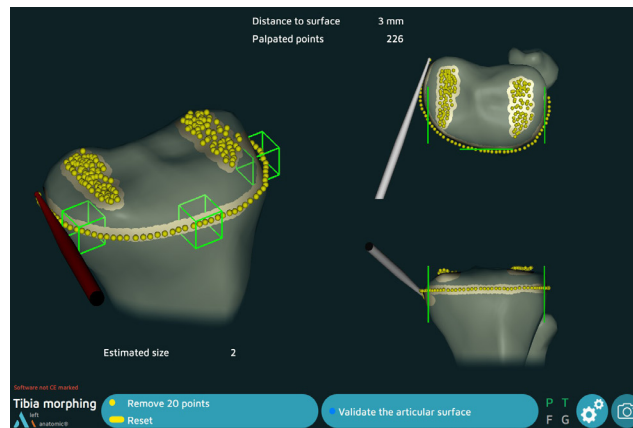 Distance to surface 3 mm
Palpated points 226
Estimated size 2
Software not CE marked
Tibia morphing
left
anatomic®
Remove 20 points
Reset
Validate the articular surface
P T
F G